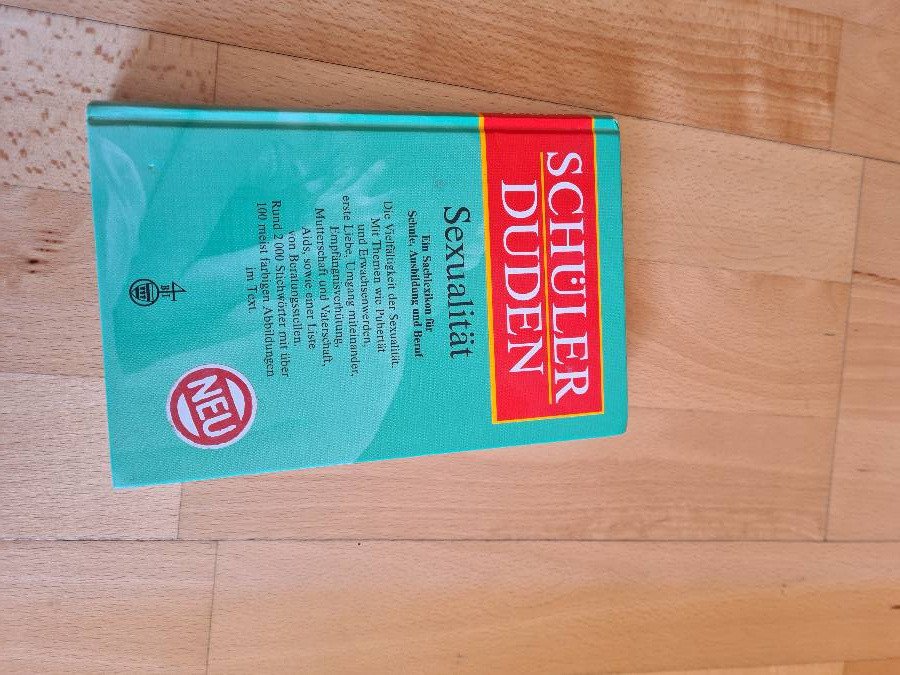 SCHÜLER
DUDEN
Sexualität
Ein Sachlexikon für
Schule, Ausbildung und Beruf
Die Vielfältigkeit der Sexualität.
Mit Themen wie Pubertät
und Erwachsenwerden,
erste Liebe, Umgang miteinander,
Empfängnisverhütung,
Mutterschaft und Vaterschaft,
Aids, sowie einer Liste
von Beratungsstellen.
Rund 2 000 Stichwörter mit über
100 meist farbigen Abbildungen
im Text.
NEU